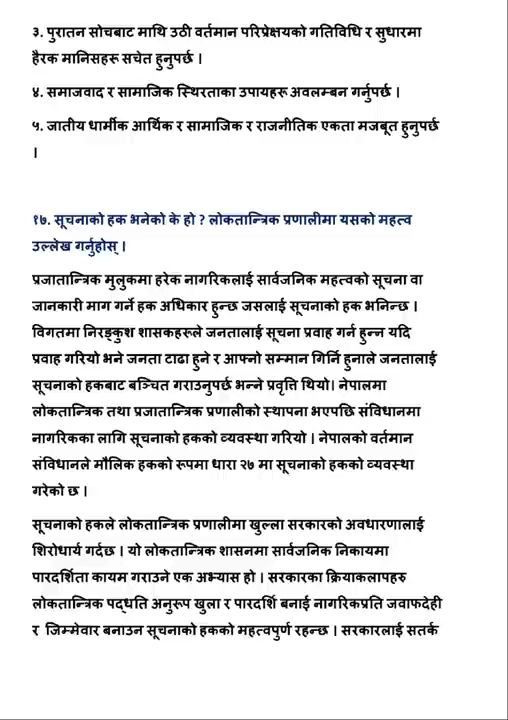 ३. पुरातन सोचबाट माथि उठी वर्तमान परिप्रेक्षयको गतिविधि र सुधारमा
हैरक मानिसहरू सचेत हुनुपर्छ ।
४. समाजवाद र सामाजिक स्थिरताका उपायहरू अवलम्बन गर्नुपर्छ ।
५. जातीय धार्मीक आर्थिक र सामाजिक र राजनीतिक एकता मजबूत हुनुपर्छ
।
१७. सूचनाको हक भनेको के हो ? लोकतान्त्रिक प्रणालीमा यसको महत्व
उल्लेख गर्नुहोस् ।
प्रजातान्त्रिक मुलुकमा हरेक नागरिकलाई सार्वजनिक महत्वको सूचना वा
जानकारी माग गर्ने हक अधिकार हुन्छ जसलाई सूचनाको हक भनिन्छ ।
विगतमा निरङ्कुश शासकहरूले जनतालाई सूचना प्रवाह गर्न हुन्न यदि
प्रवाह गरियो भने जनता टाढा हुने र आफ्नो सम्मान गिर्नि हुनाले जनतालाई
सूचनाको हकबाट बञ्चित गराउनुपर्छ भन्ने प्रवृत्ति थियो। नेपालमा
लोकतान्त्रिक तथा प्रजातान्त्रिक प्रणालीको स्थापना भएपछि संविधानमा
नागरिकका लागि सूचनाको हकको व्यवस्था गरियो । नेपालको वर्तमान
संविधानले मौलिक हकको रूपमा धारा २७ मा सूचनाको हकको व्यवस्था
गरेको छ ।
सूचनाको हकले लोकतान्त्रिक प्रणालीमा खुल्ला सरकारको अवधारणालाई
शिरोधार्य गर्दछ । यो लोकतान्त्रिक शासनमा सार्वजनिक निकायमा
पारदर्शिता कायम गराउने एक अभ्यास हो । सरकारका क्रियाकलापहरु
लोकतान्त्रिक पद्धति अनुरूप खुला र पारदर्शि बनाई नागरिकप्रति जवाफदेही
र जिम्मेवार बनाउन सूचनाको हकको महत्वपुर्ण रहन्छ । सरकारलाई सतर्क